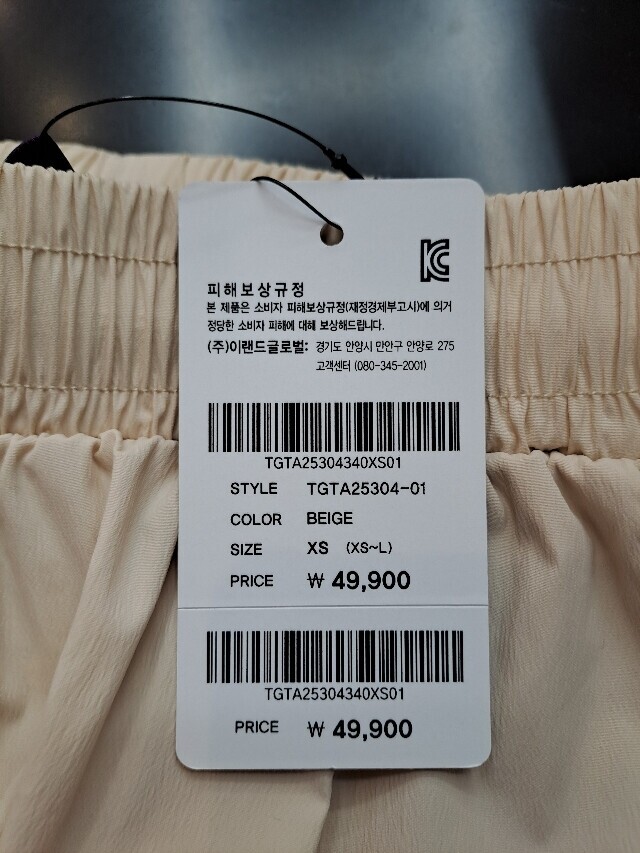 피해보상규정
본 제품은 소비자 피해보상규정(재정경제부고시)에 의거
정당한 소비자 피해에 대해 보상해드립니다.
(주)이랜드글로벌: 경기도 안양시 만안구 안양로 275
고객센터 (080-345-2001)
TGTA25304340XS01
STYLE TGTA25304-01
COLOR BEIGE
SIZE XS (XS~L)
PRICE ₩ 49,900
TGTA25304340XS01
PRICE ₩ 49,900